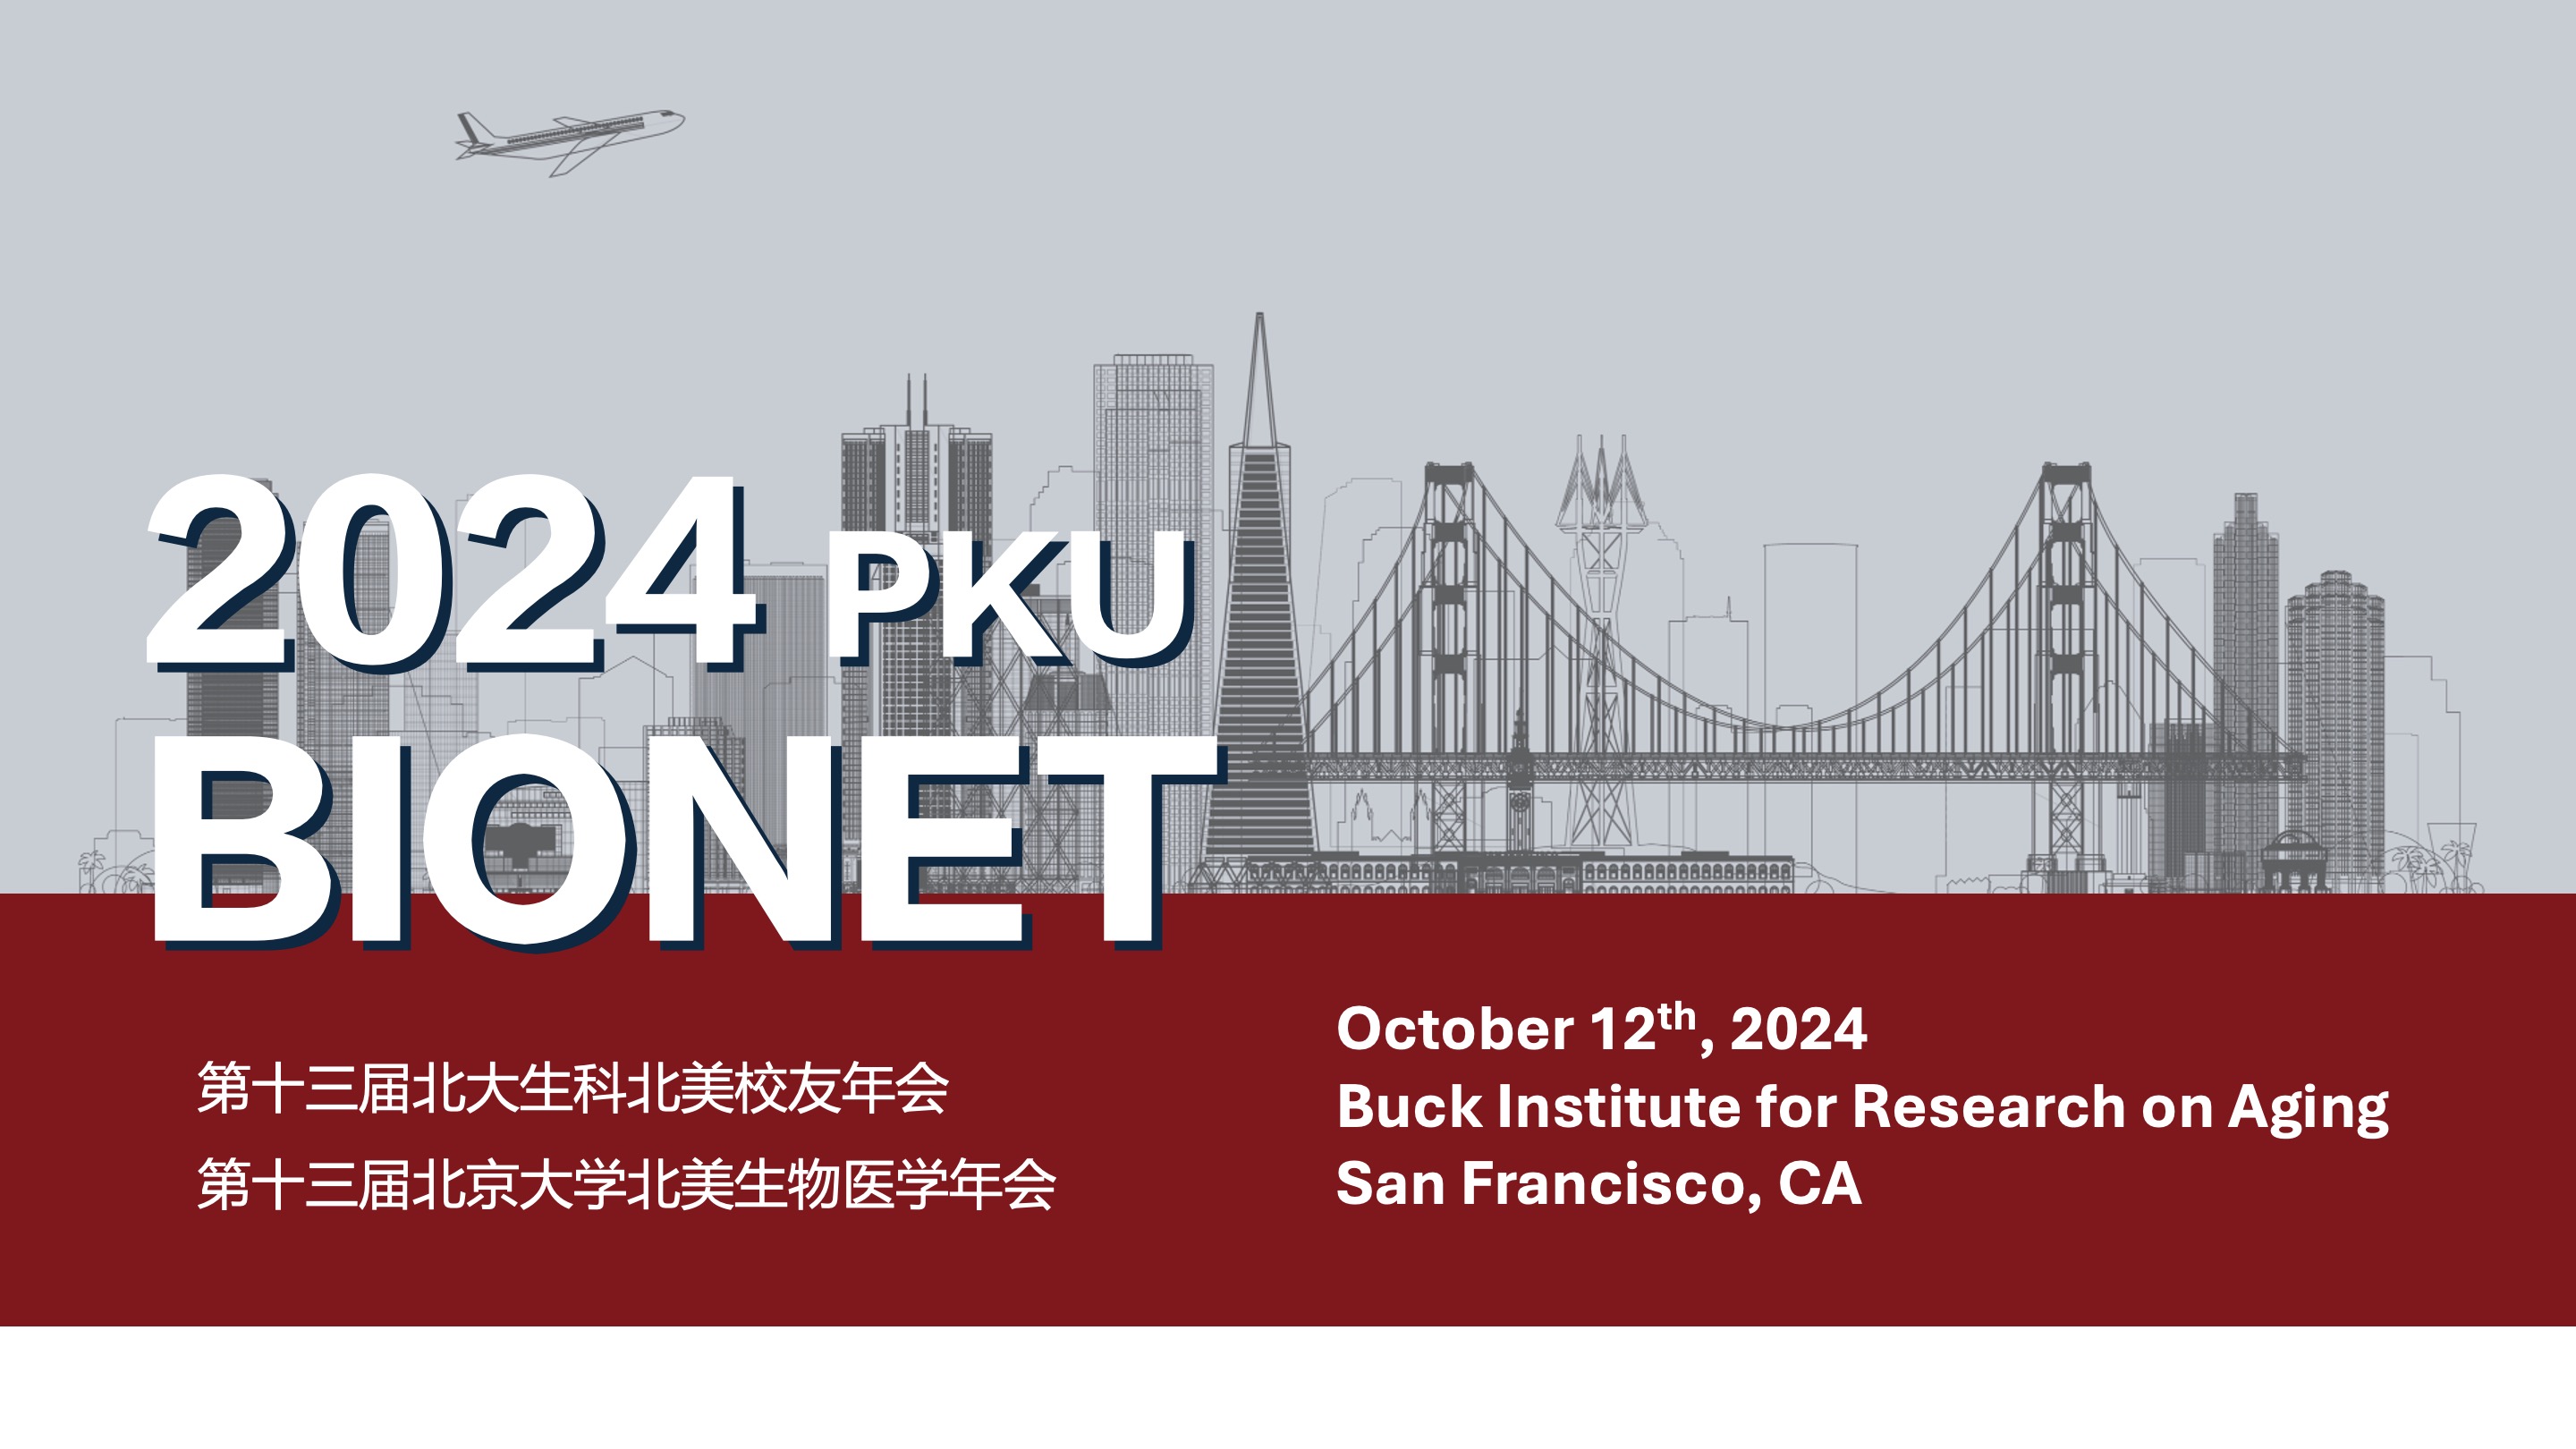 2024 PKU
BIONET
第十三届北大生科北美校友年会
第十三届北京大学北美生物医学年会
October 12th, 2024
Buck Institute for Research on Aging
San Francisco, CA